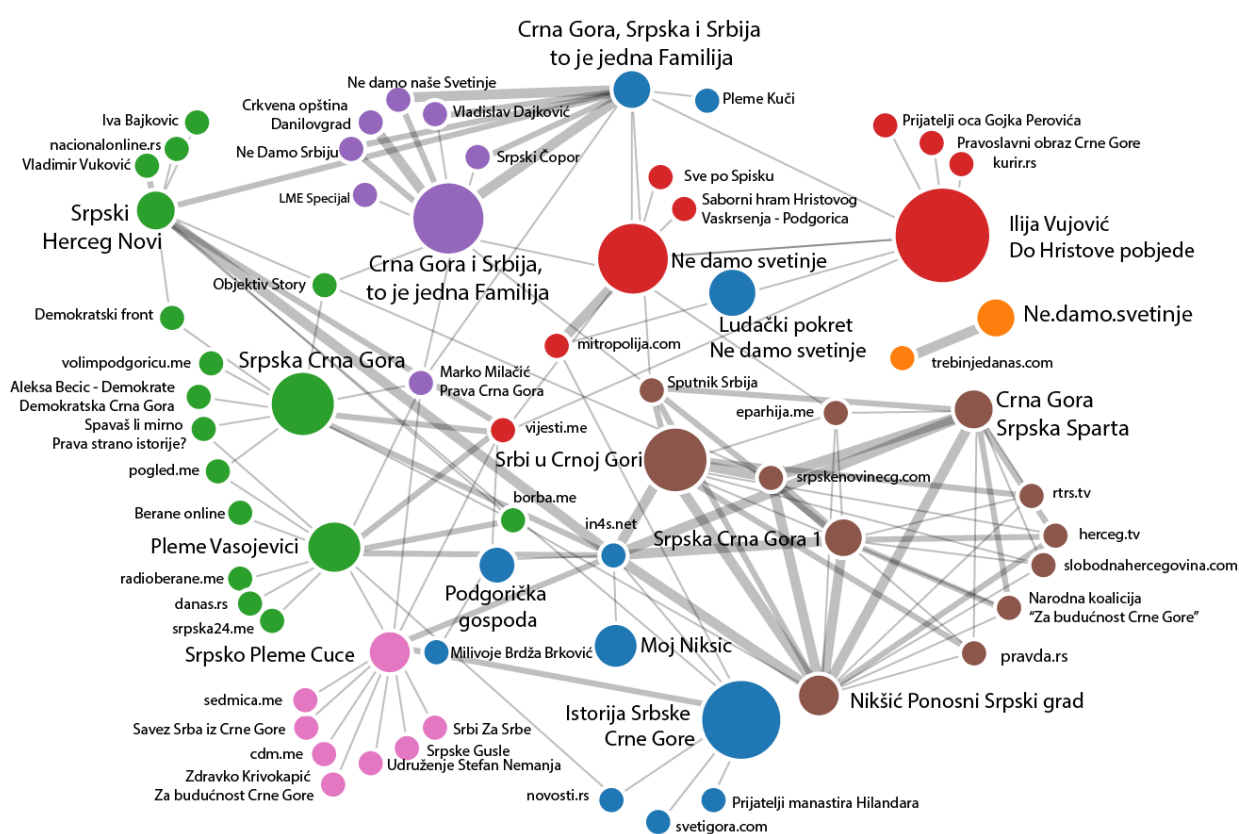 Crna Gora, Srpska i Srbija
to je jedna Familija
Ne damo naše Svetinje
Pleme Kuči
Crkvena opština
Danilovgrad
Vladislav Dajković
Iva Bajkovic
nacionalonline.rs
Vladimir Vuković
Ne Damo Srbiju
Srpski Čopor
LME Specijal
Prijatelji oca Gojka Perovića
Pravoslavni obraz Crne Gore
kurir.rs
Sve po Spisku
Saborni hram Hristovog
Vaskrsenja - Podgorica
Srpski
Herceg Novi
Crna Gora i Srbija,
to je jedna Familija
Ne damo svetinje
Ilija Vujović
Do Hristove pobjede
Objektiv Story
Ludački pokret
Ne damo svetinje
Ne.damo.svetinje
trebinjedanas.com
Demokratski front
mitropolija.com
volimpodgoricu.me
Srpska Crna Gora
Marko Milačić
Prava Crna Gora
Sputnik Srbija
Aleksa Becic - Demokrate
Demokratska Crna Gora
Spavaš li mirno
Prava strano istorije?
eparhija.me
Crna Gora
Srpska Sparta
vijesti.me
Srbi u Crnoj Gori
pogled.me
srpskenovinecg.com
borba.me
rtrs.tv
Berane online
in4s.net
Pleme Vasojevici
Srpska Crna Gora 1
herceg.tv
slobodnahercegovina.com
radioberane.me
danas.rs
srpska24.me
Podgorička
gospoda
Narodna koalicija
“Za budućnost Crne Gore”
Srpsko Pleme Cuce
Milivoje Brdža Brković
Moj Niksic
pravda.rs
Nikšić Ponosni Srpski grad
sedmica.me
Savez Srba iz Crne Gore
cdm.me
Zdravko Krivokapić
Za budućnost Crne Gore
Srbi Za Srbe
Srpske Gusle
Udruženje Stefan Nemanja
Istorija Srbske
Crne Gore
novosti.rs
Prijatelji manastira Hilandara
svetigora.com